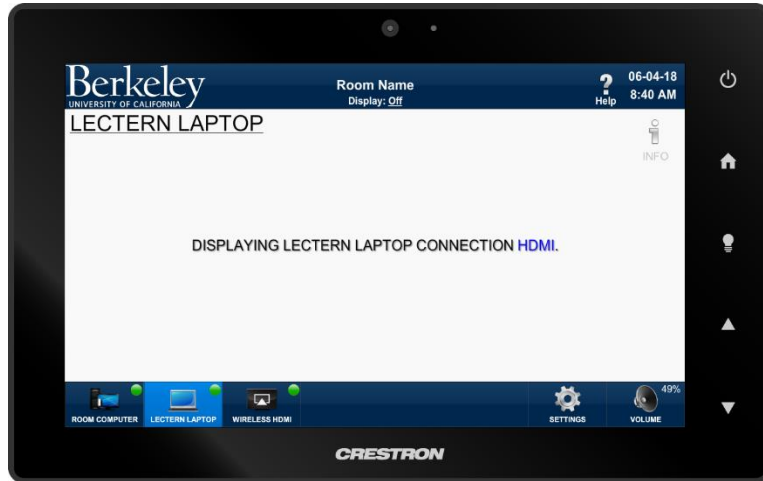 Berkeley
UNIVERSITY OF CALIFORNIA
Room Name
Display: Off
?
Help
06-04-18
8:40 AM
LECTERN LAPTOP
INFO
DISPLAYING LECTERN LAPTOP CONNECTION HDMI.
ROOM COMPUTER
LECTERN LAPTOP
WIRELESS HDMI
SETTINGS
49%
VOLUME
CRESTRON